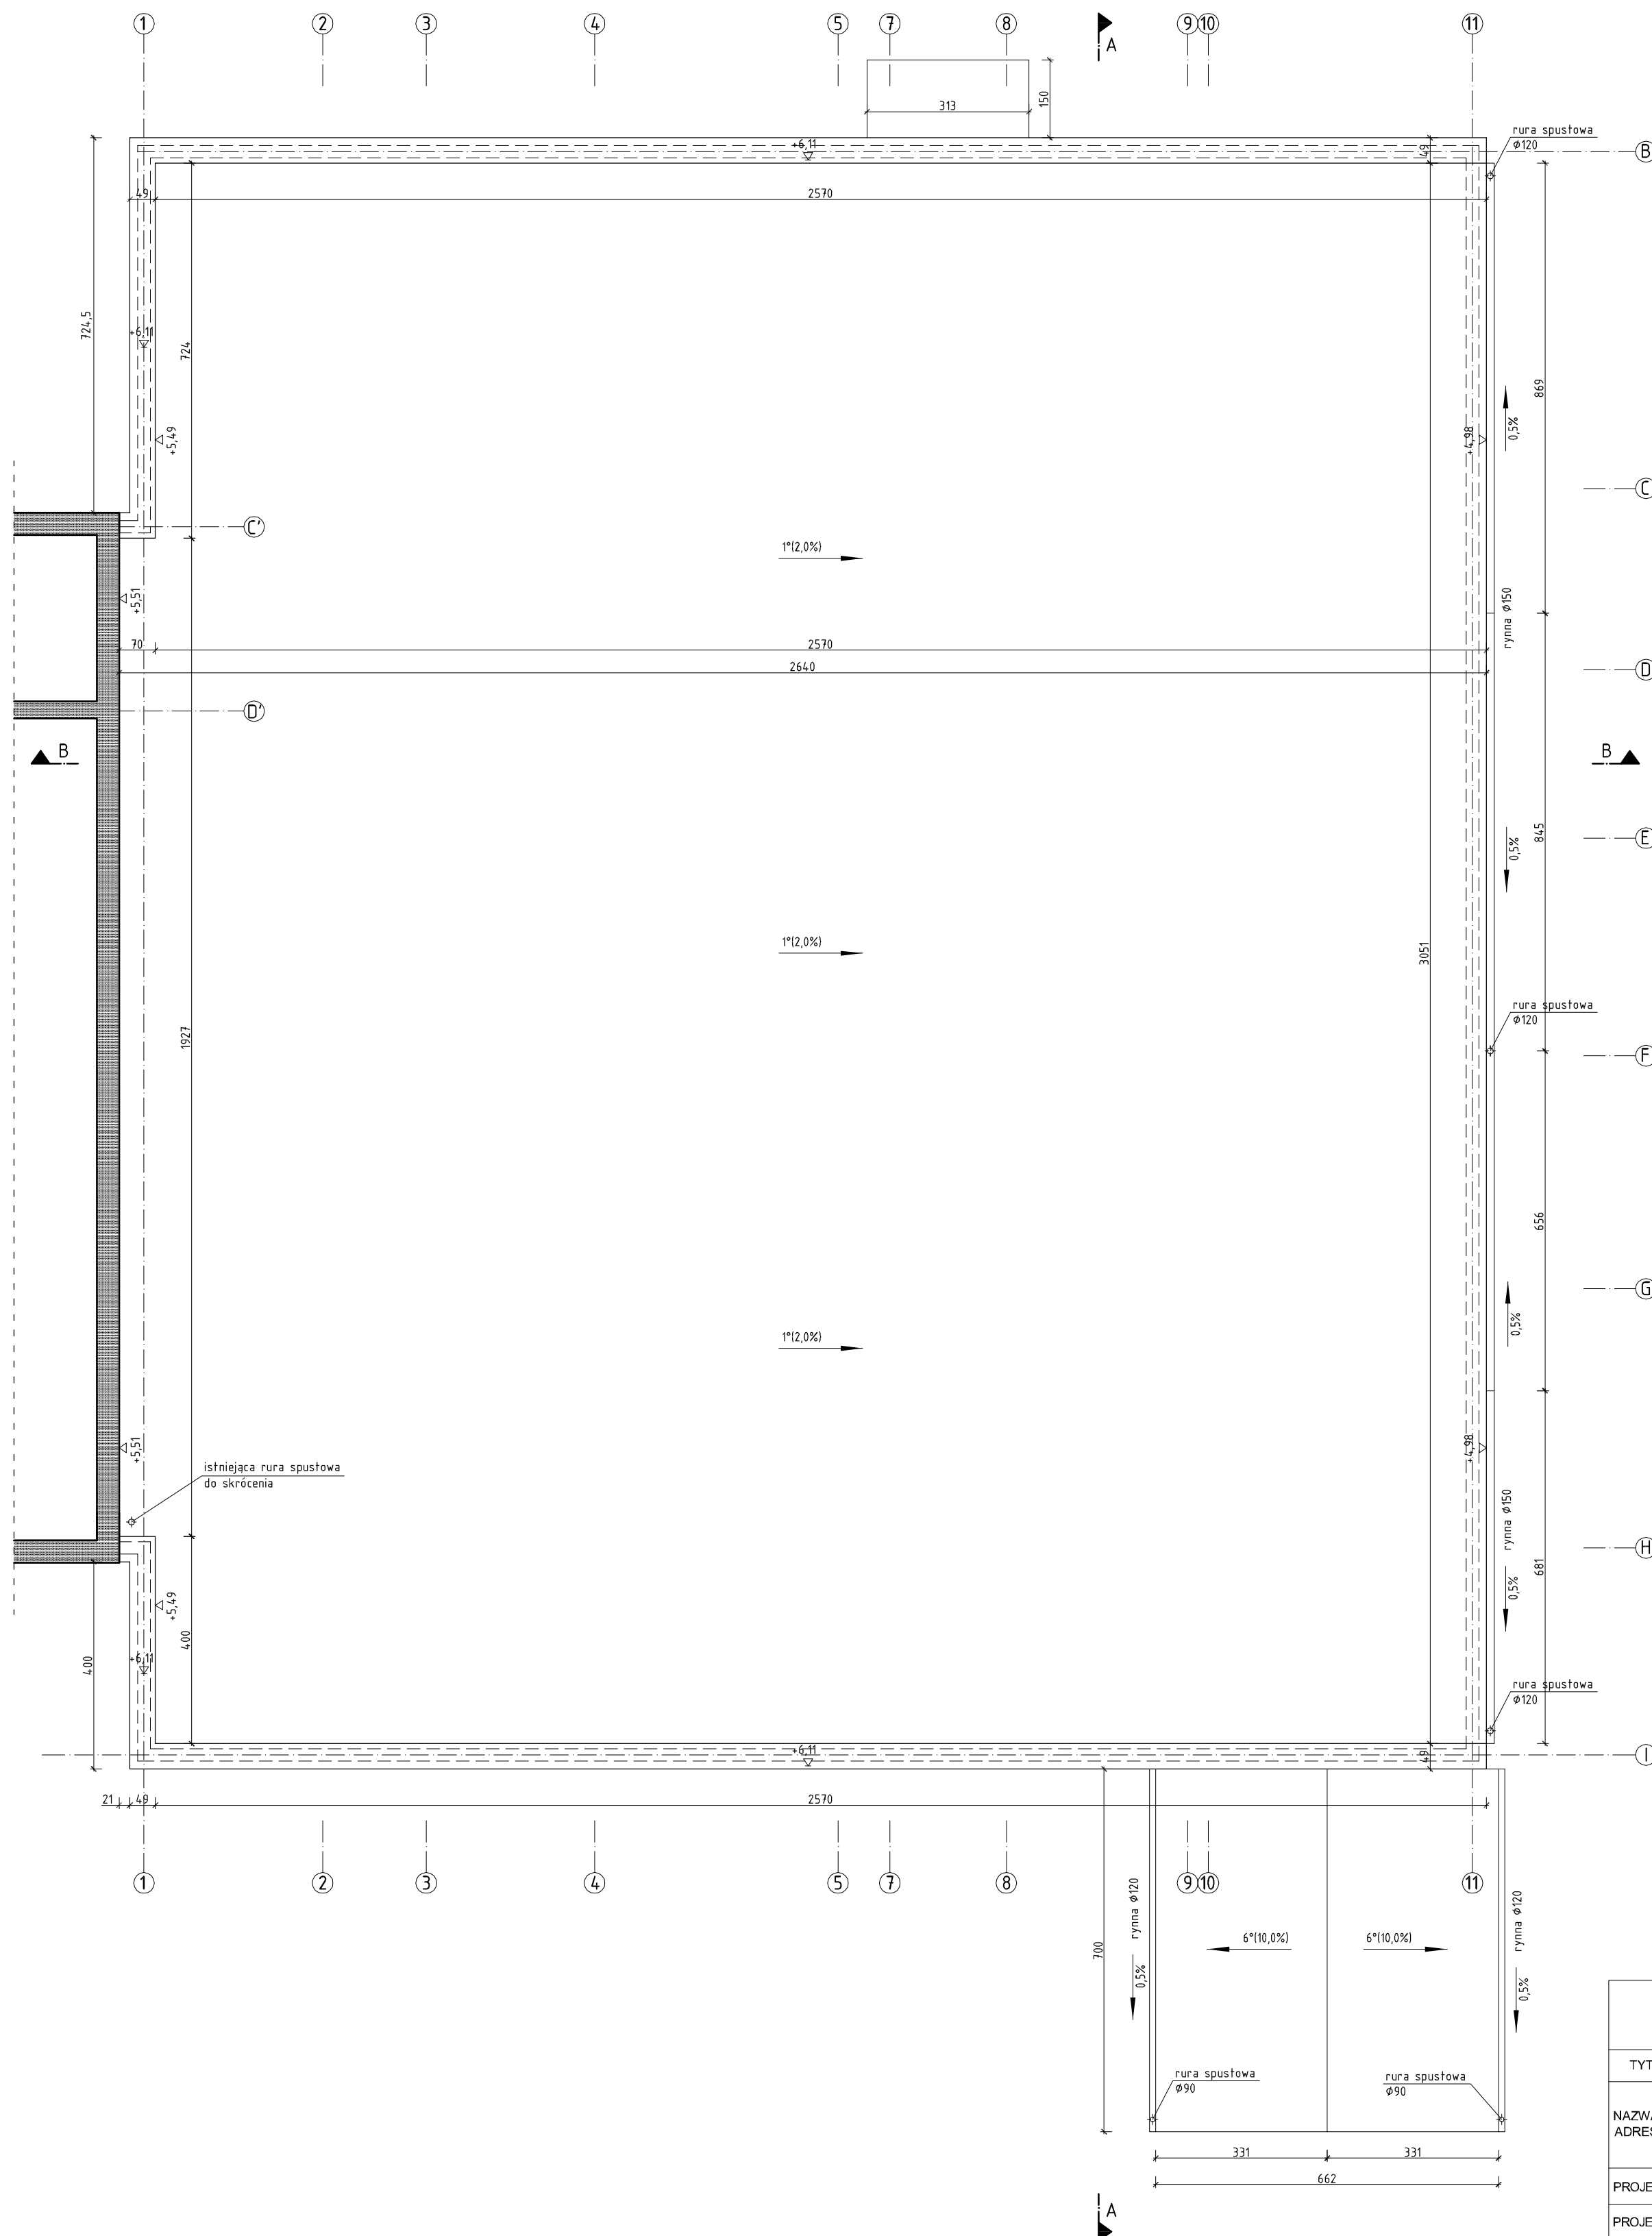 1 2 3 4 5 7 8 A 9 10 11
150
313
rura spustowa
ø120
B
+6,11
49
49
2570
724,5
+6,11
724
869
+5,49
+4,98
0,5%
C
C'
1°(2,0%)
+5,51
rynna ø150
70
2570
2640
D
D'
B
B
845
E
0,5%
1°(2,0%)
3051
rura spustowa
ø120
1927
F
656
G
0,5%
1°(2,0%)
+5,51
+4,98
istniejąca rura spustowa
do skrócenia
rynna ø150
H
681
0,5%
+5,49
400
400
+6,11
rura spustowa
ø120
+6,11
49
I
21
49
2570
1 2 3 4 5 7 8 9 10 11
rynna ø120
rynna ø120
700
6°(10,0%)
6°(10,0%)
0,5%
0,5%
rura spustowa
ø90
rura spustowa
ø90
331
331
662
A
TYT
NAZWA
ADRES
PROJE
PROJE